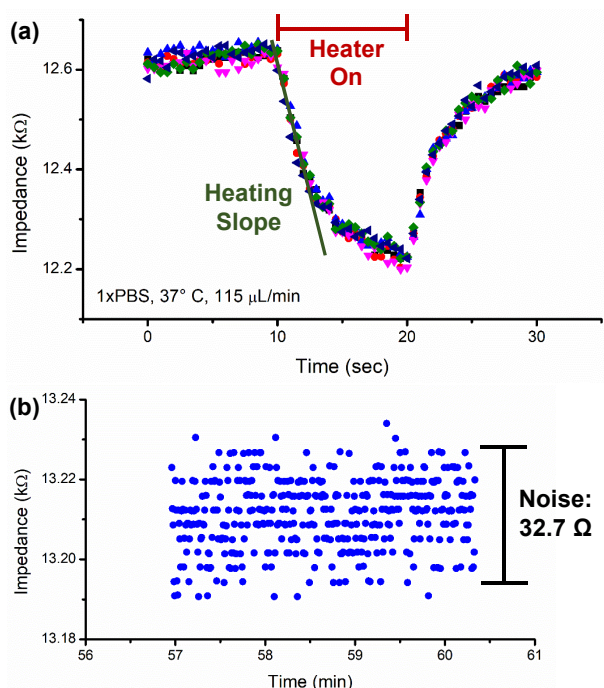 (a)
Heater
On
12.6
12.4
12.2
Impedance (kΩ)
Heating
Slope
1xPBS, 37° C, 115 μL/min
0
10
20
30
Time (sec)
(b)
13.24
13.22
13.20
13.18
Impedance (kΩ)
Noise:
32.7 Ω
56
57
58
59
60
61
Time (min)